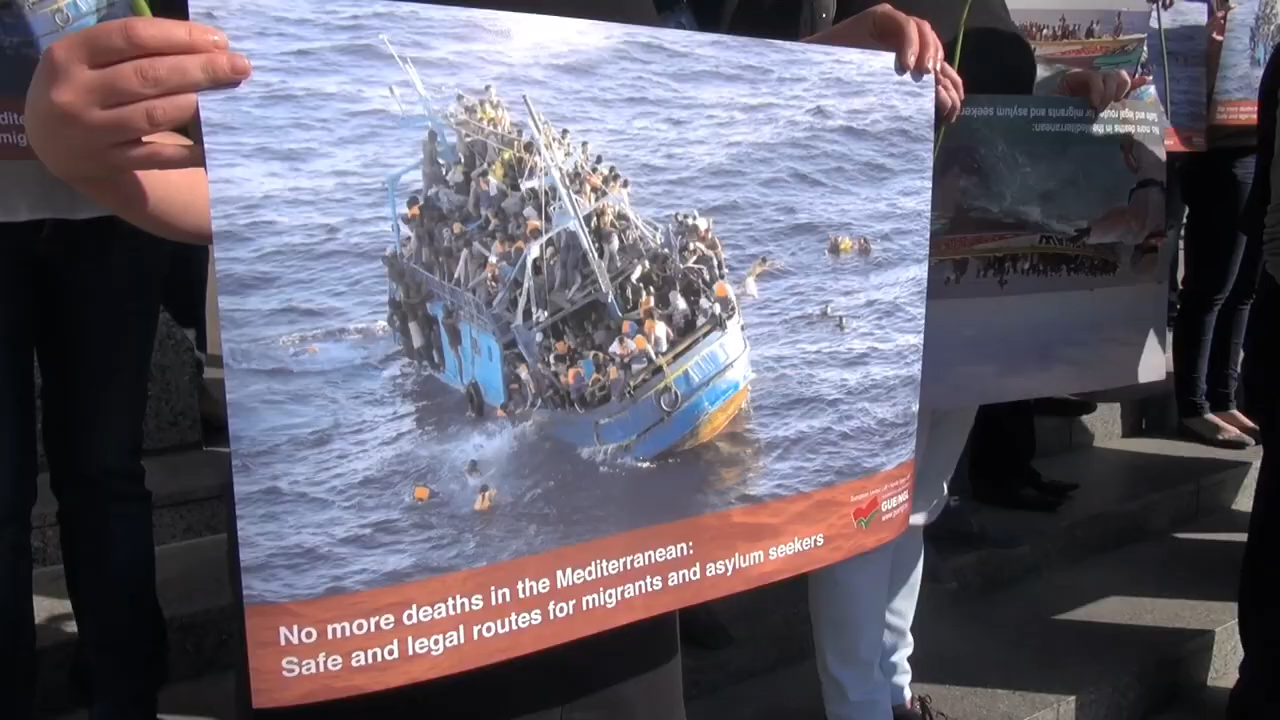 No more deaths in the Mediterranean:
Safe and legal routes for migrants and asylum seekers
GUE/NGL
No more deaths in the Mediterranean:
Safe and legal routes for migrants and asylum seekers